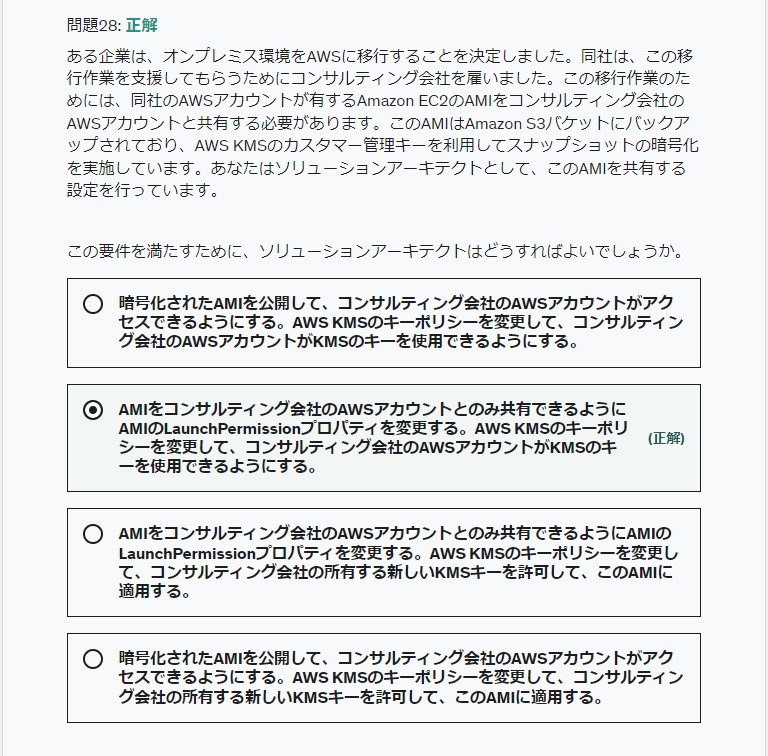 問題28: 正解
ある企業は、オンプレミス環境をAWSに移行することを決定しました。同社は、この移
行作業を支援してもらうためにコンサルティング会社を雇いました。この移行作業のた
めには、同社のAWSアカウントが有するAmazon EC2のAMIをコンサルティング会社の
AWSアカウントと共有する必要があります。このAMIはAmazon S3バケットにバックア
ップされており、AWS KMSのカスタマー管理キーを利用してスナップショットの暗号化
を実施しています。あなたはソリューションアーキテクトとして、このAMIを共有する
設定を行っています。
この要件を満たすために、ソリューションアーキテクトはどうすればよいでしょうか。
暗号化されたAMIを公開して、コンサルティング会社のAWSアカウントがアク
セスできるようにする。AWS KMSのキーポリシーを変更して、コンサルティン
グ会社のAWSアカウントがKMSのキーを使用できるようにする。
AMIをコンサルティング会社のAWSアカウントとのみ共有できるように
AMIのLaunchPermissionプロパティを変更する。AWS KMSのキーポリ
シーを変更して、コンサルティング会社のAWSアカウントがKMSのキ
ーを使用できるようにする。
(正解)
AMIをコンサルティング会社のAWSアカウントとのみ共有できるようにAMIの
LaunchPermissionプロパティを変更する。AWS KMSのキーポリシーを変更し
て、コンサルティング会社の所有する新しいKMSキーを許可して、このAMIに
適用する。
暗号化されたAMIを公開して、コンサルティング会社のAWSアカウントがアク
セスできるようにする。AWS KMSのキーポリシーを変更して、コンサルティン
グ会社の所有する新しいKMSキーを許可して、このAMIに適用する。